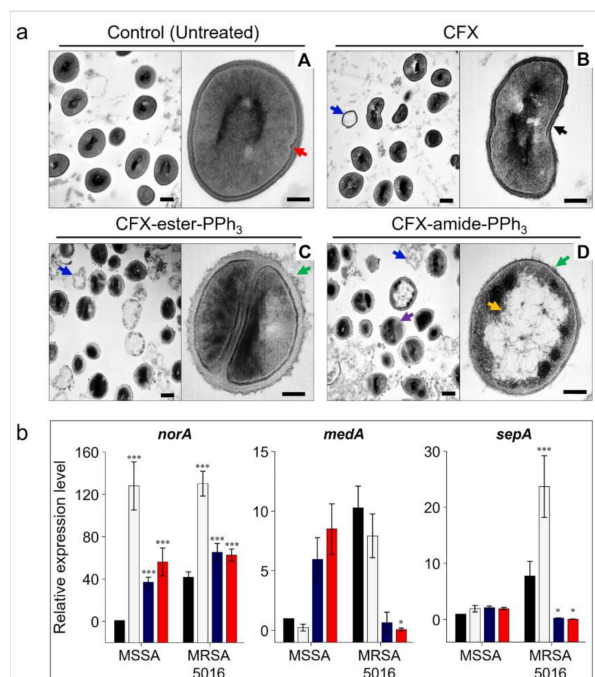 a
Control (Untreated)
CFX
A
B
CFX-ester-PPh₃
CFX-amide-PPh₃
C
D
b
norA
medA
sepA
Relative expression level
160
120
80
40
0
***
***
***
***
***
***
MSSA
MRSA
5016
15
10
5
0
*
MSSA
MRSA
5016
30
20
10
0
***
*
*
MSSA
MRSA
5016